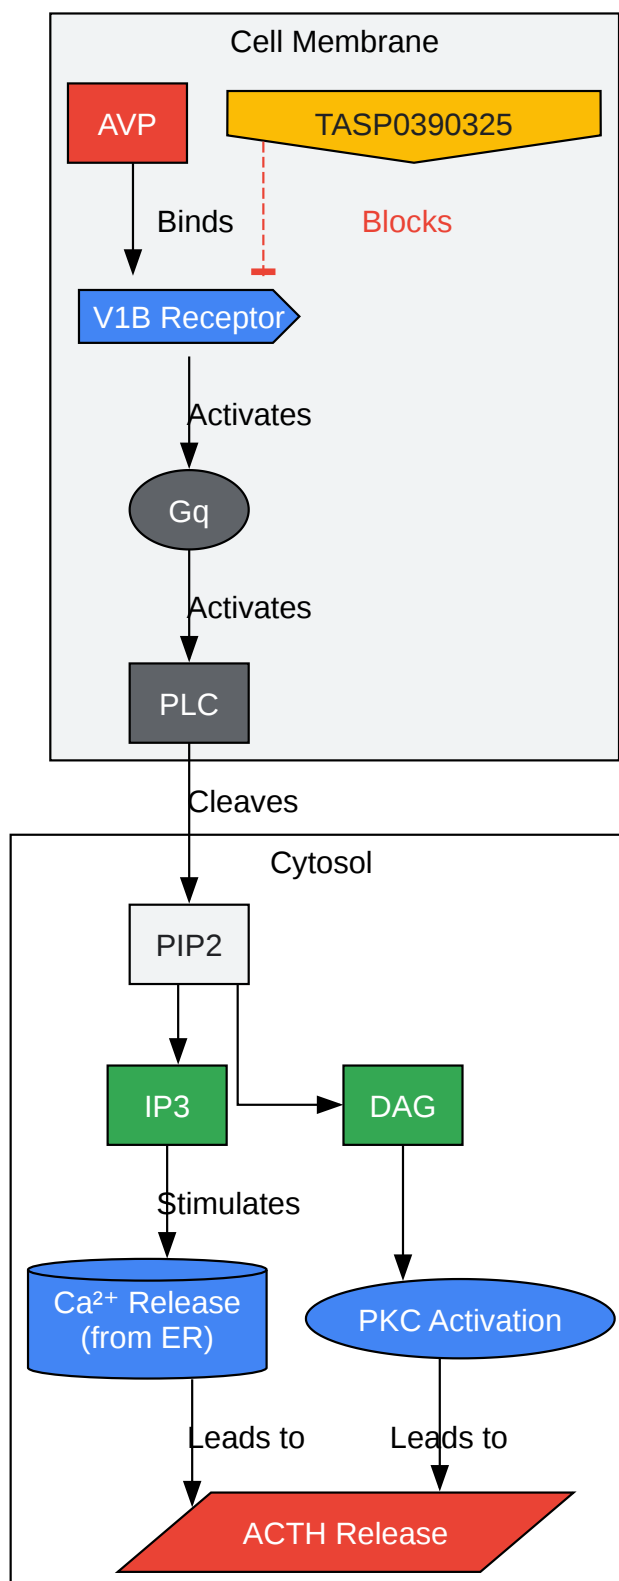 Cell Membrane
AVP
TASP0390325
Binds
Blocks
V1B Receptor
Activates
Gq
Activates
PLC
Cleaves
Cytosol
PIP2
IP3
DAG
Stimulates
Ca²⁺ Release
(from ER)
PKC Activation
Leads to
Leads to
ACTH Release